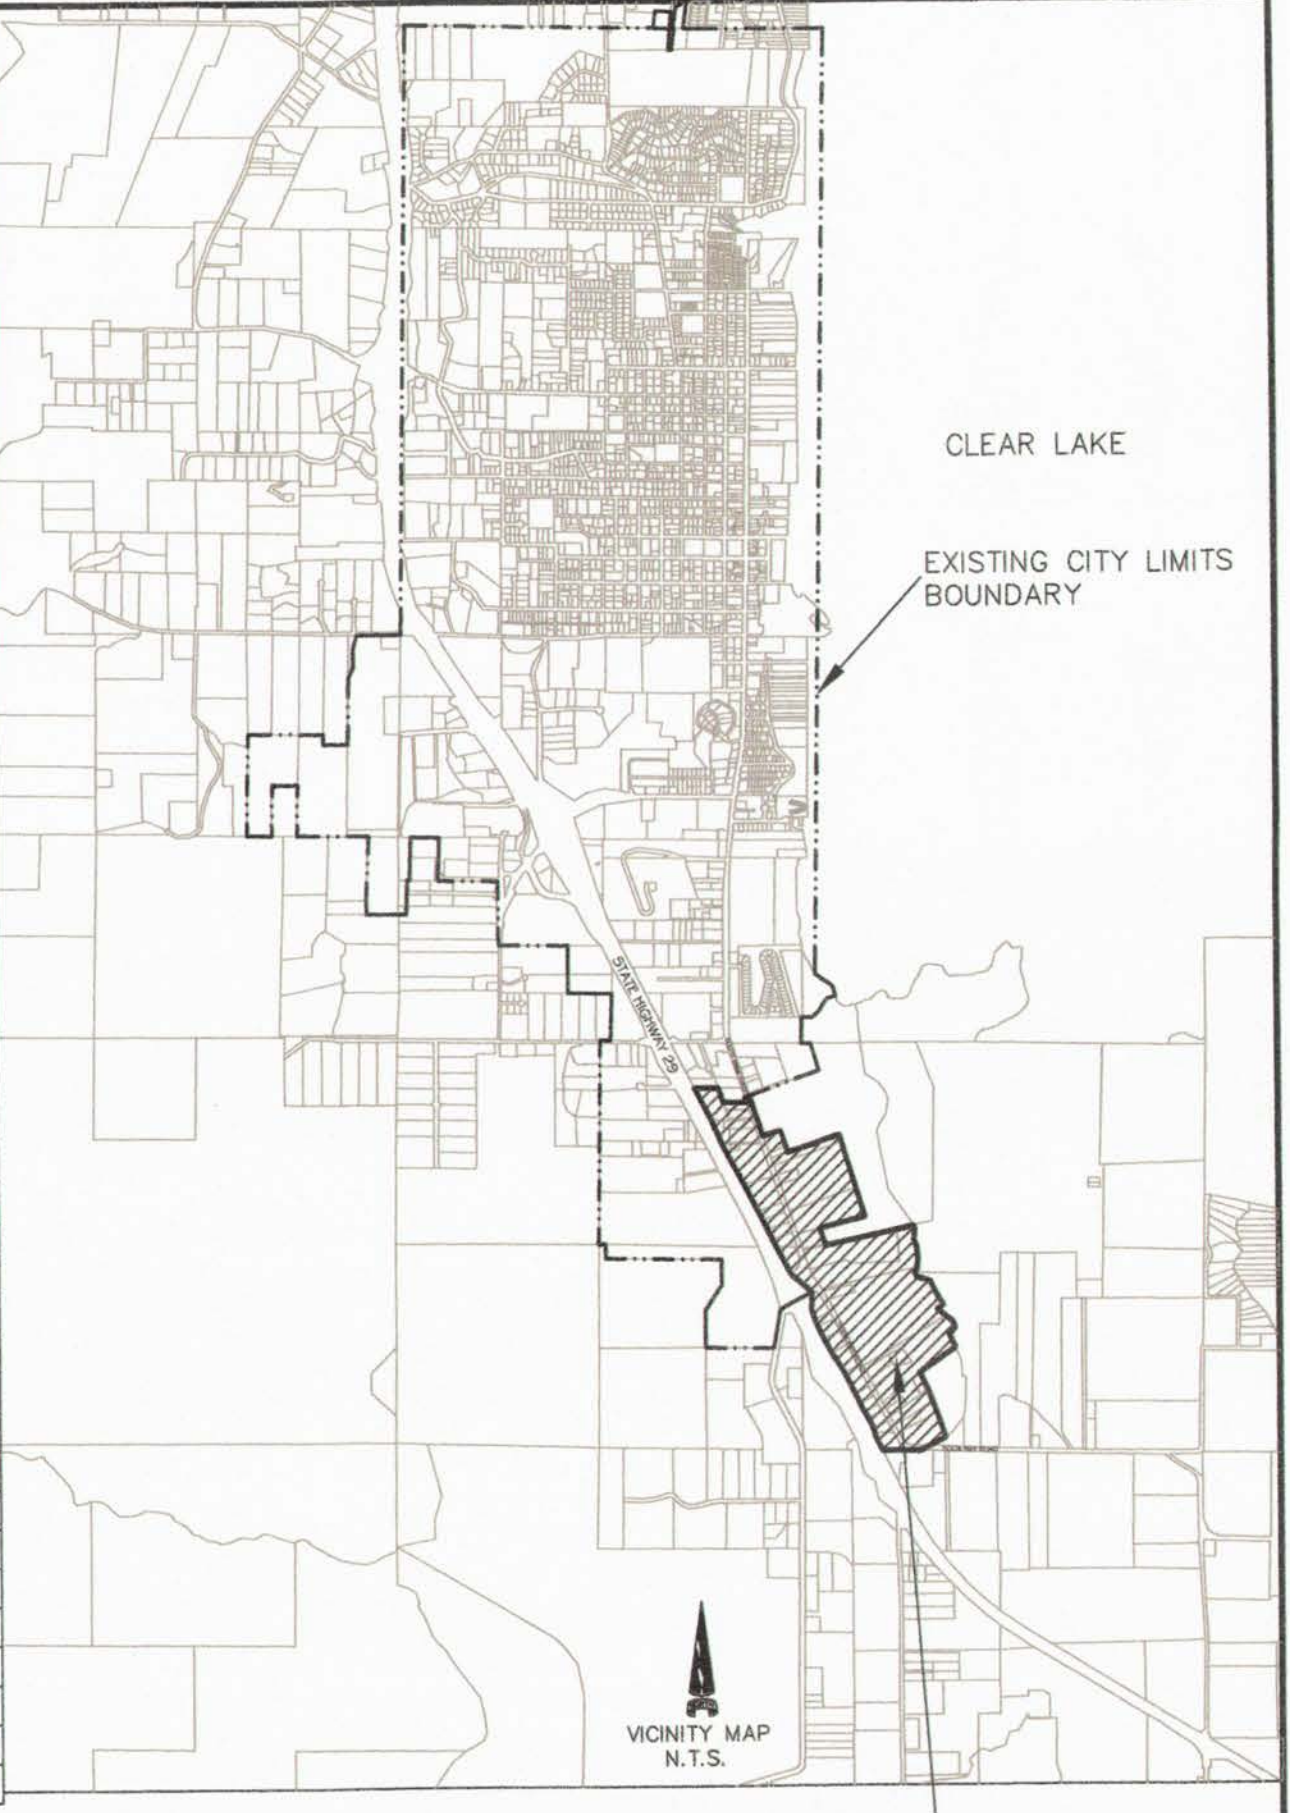 CLEAR LAKE
EXISTING CITY LIMITS
BOUNDARY
STATE HIGHWAY 29
VICINITY MAP
N.T.S.